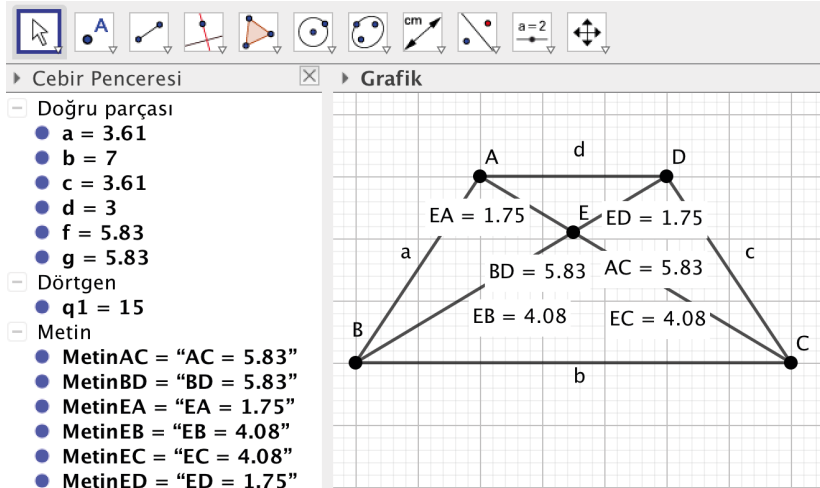 A
cm
a=2
Cebir Penceresi
Grafik
Doğru parçası
a = 3.61
b = 7
c = 3.61
d = 3
f = 5.83
g = 5.83
Dörtgen
q1 = 15
Metin
MetinAC = “AC = 5.83”
MetinBD = “BD = 5.83”
MetinEA = “EA = 1.75”
MetinEB = “EB = 4.08”
MetinEC = “EC = 4.08”
MetinED = “ED = 1.75”
A
d
D
EA = 1.75
E
ED = 1.75
a
c
BD = 5.83
AC = 5.83
EB = 4.08
EC = 4.08
B
C
b